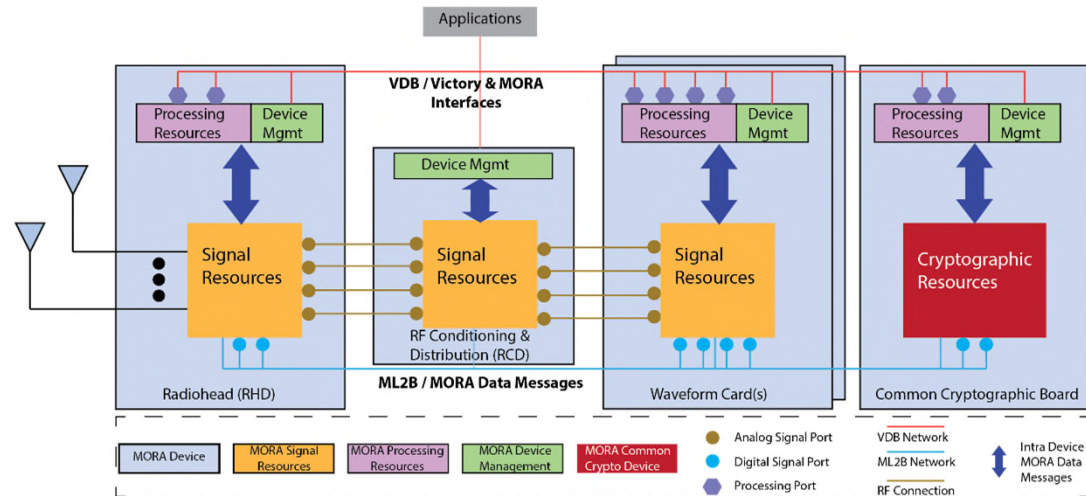 Applications
VDB / Victory & MORA
Interfaces
Processing
Resources
Device
Mgmt
Device Mgmt
Processing
Resources
Device
Mgmt
Processing
Resources
Device
Mgmt
Signal
Resources
Signal
Resources
Signal
Resources
Cryptographic
Resources
RF Conditioning &
Distribution (RCD)
ML2B / MORA Data Messages
Radiohead (RHD)
Waveform Card(s)
Common Cryptographic Board
MORA Device
MORA Signal
Resources
MORA Processing
Resources
MORA Device
Management
MORA Common
Crypto Device
Analog Signal Port
Digital Signal Port
Processing Port
VDB Network
ML2B Network
RF Connection
Intra Device
MORA Data
Messages